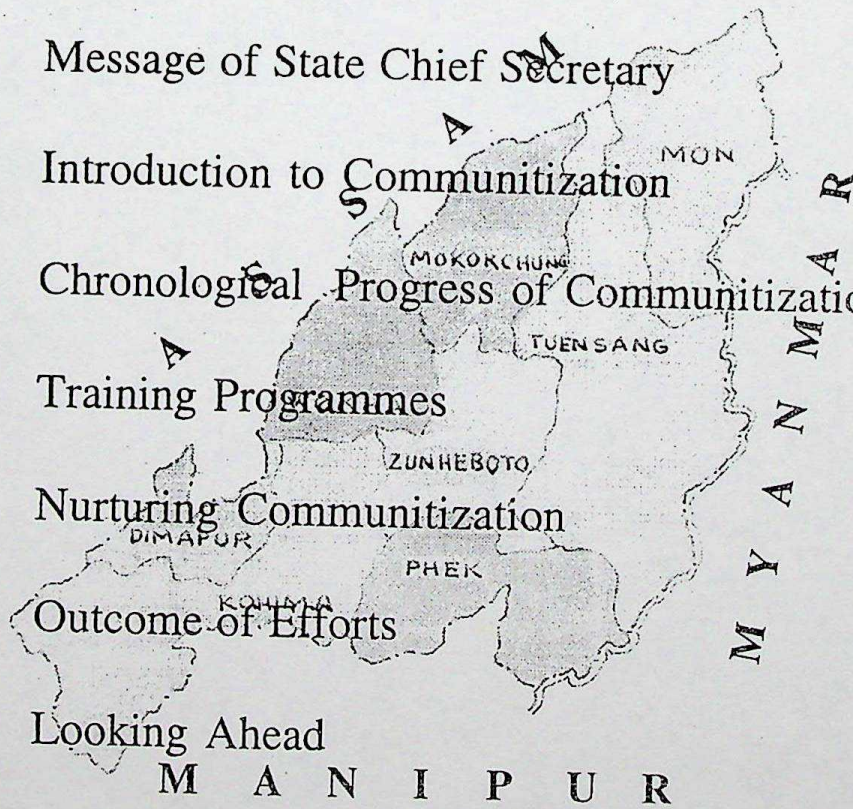 Message of State Chief Secretary
Introduction to Communitization
Chronological Progress of Communitizatio
Training Programmes
Nurturing Communitization
Outcome of Efforts
Looking Ahead
ASSAM
MON
MOKOKCHUNG
TUENSANG
ZUNHEBOTO
DIMAPUR
PHEK
KOHIMA
MYANMAR
MANIPUR